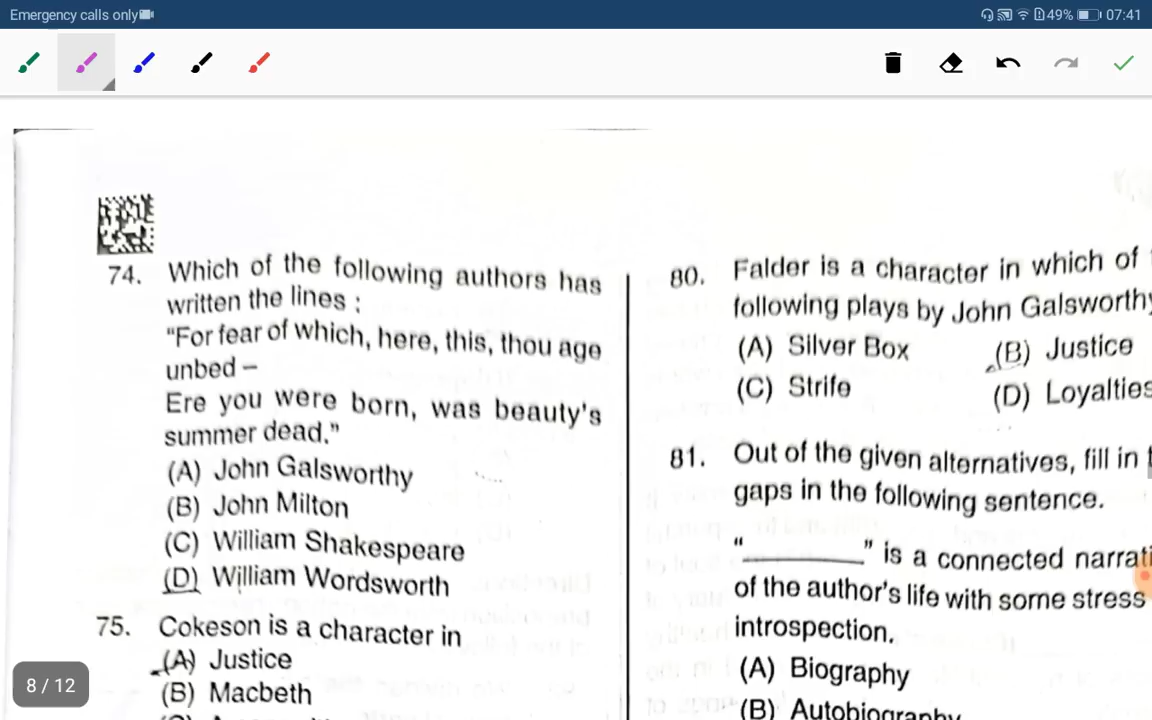 Emergency calls only
49% 07:41
74. Which of the following authors has
written the lines :
"For fear of which, here, this, thou age
unbed –
Ere you were born, was beauty's
summer dead."
(A) John Galsworthy
(B) John Milton
(C) William Shakespeare
(D) William Wordsworth
75. Cokeson is a character in
(A) Justice
(B) Macbeth
80. Falder is a character in which of
following plays by John Galsworthy
(A) Silver Box (B) Justice
(C) Strife (D) Loyalties
81. Out of the given alternatives, fill in
gaps in the following sentence.
"________" is a connected narrati
of the author's life with some stress
introspection.
(A) Biography
(B) Autobiography
8 / 12